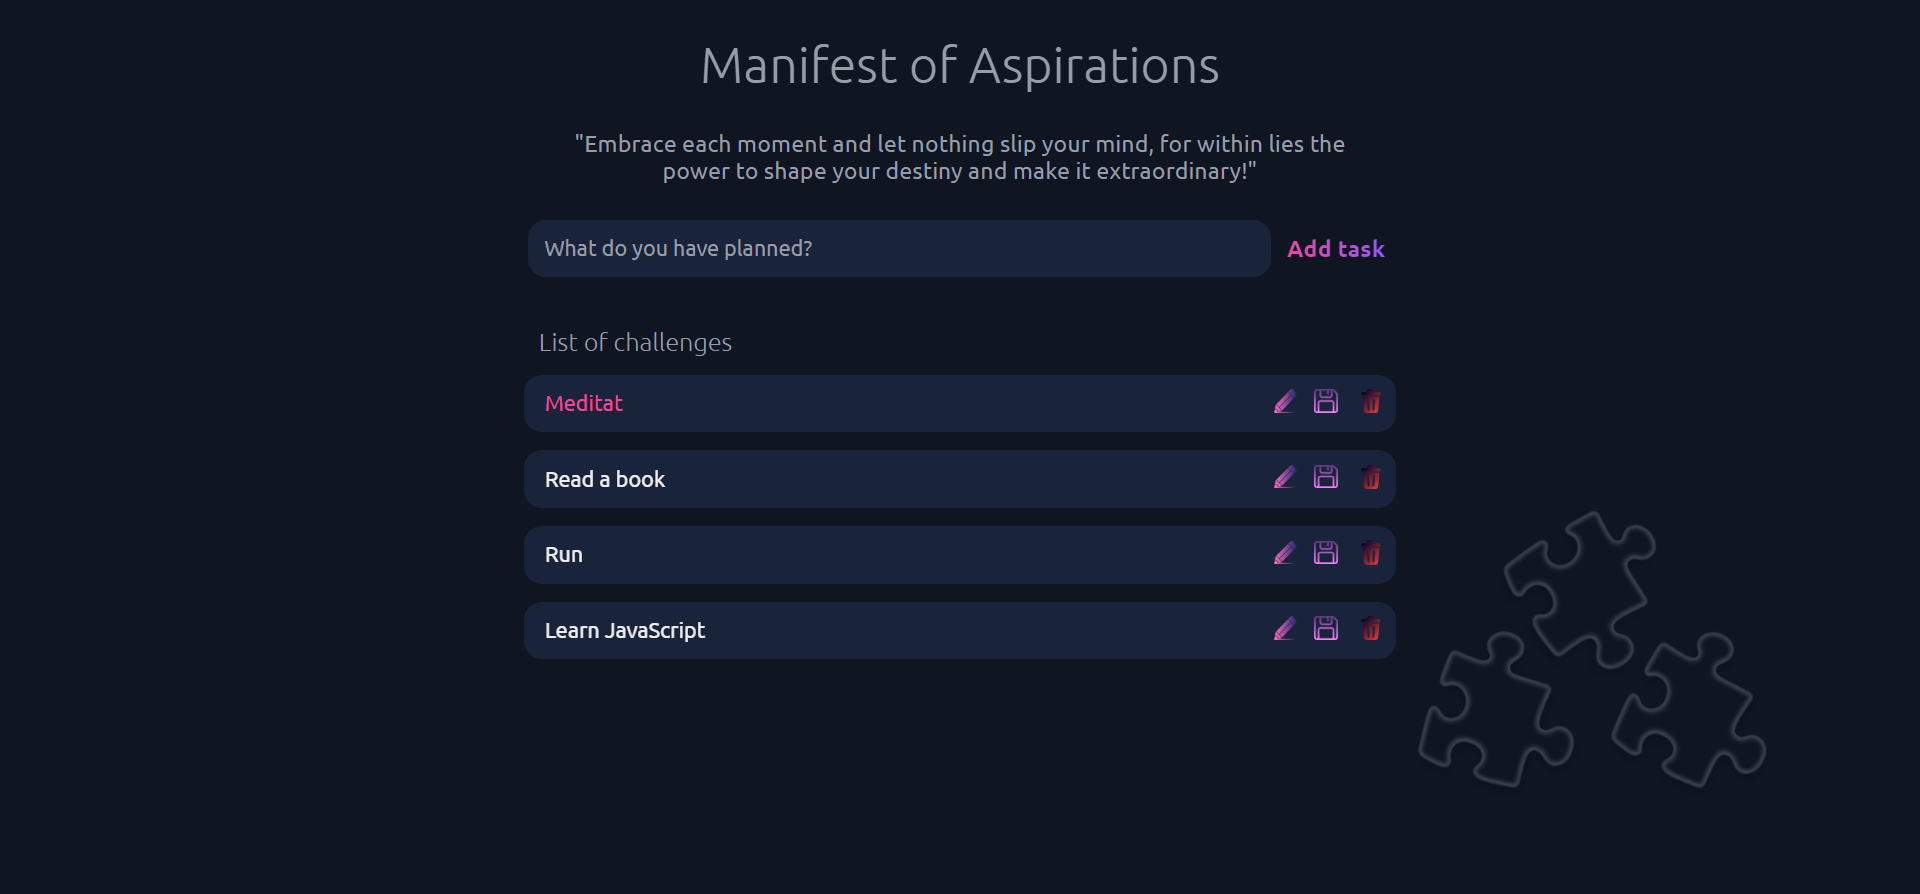 Manifest of Aspirations
"Embrace each moment and let nothing slip your mind, for within lies the
power to shape your destiny and make it extraordinary!"
What do you have planned?
Add task
List of challenges
Meditat
Read a book
Run
Learn JavaScript